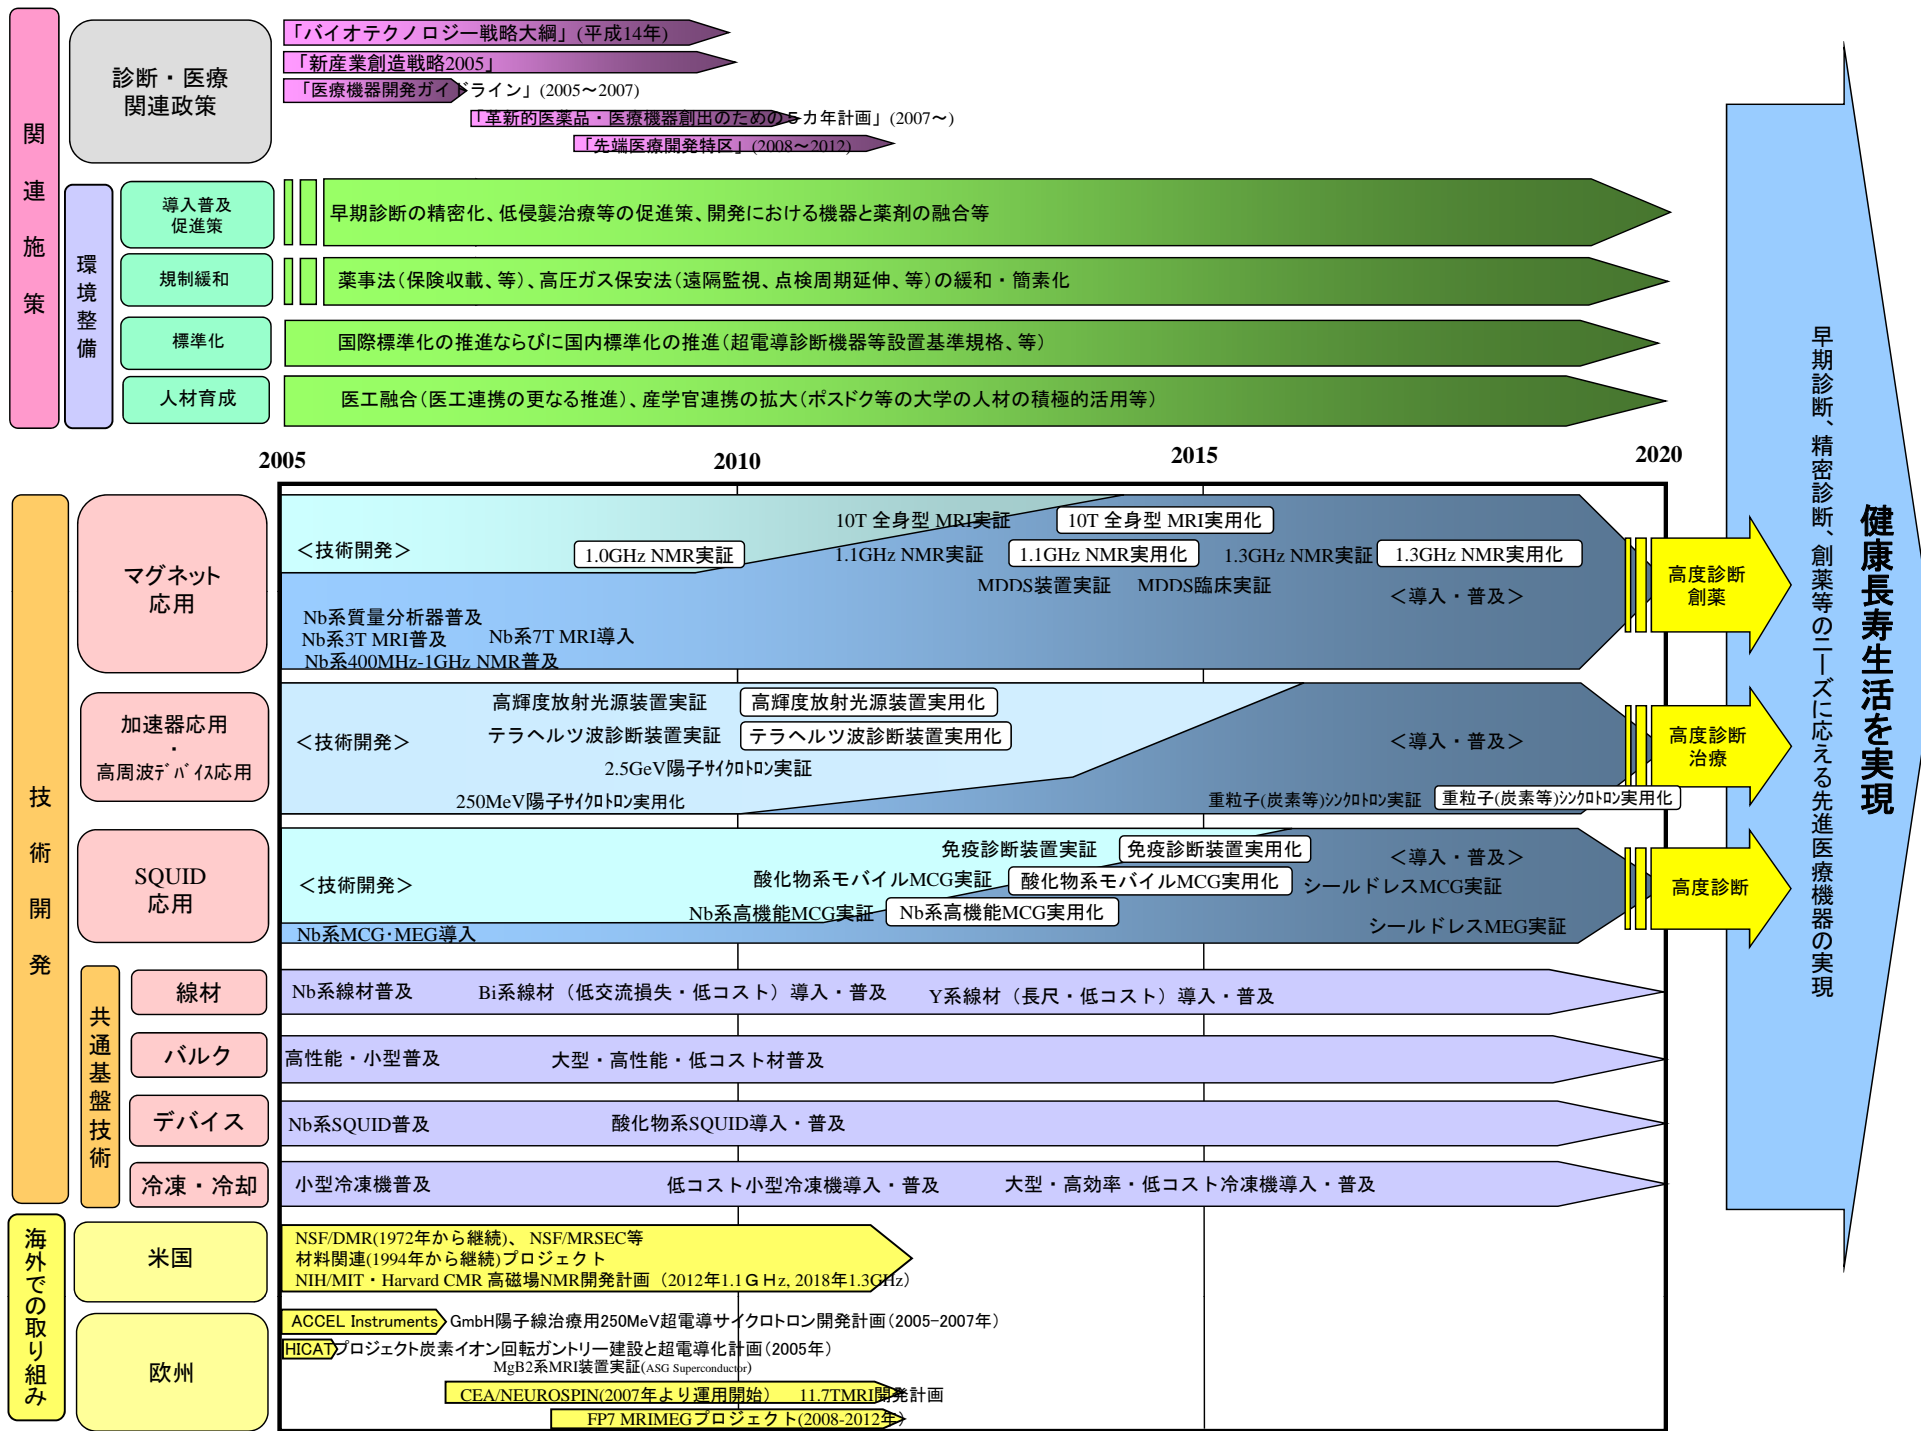 関連施策
診断・医療
関連政策
「バイオテクノロジー戦略大綱」(平成14年)
「新産業創造戦略2005」
「医療機器開発ガイドライン」(2005～2007)
「革新的医薬品・医療機器創出のための５カ年計画」(2007～)
「先端医療開発特区」(2008～2012)
環境整備
導入普及
促進策
早期診断の精密化、低侵襲治療等の促進策、開発における機器と薬剤の融合等
規制緩和
薬事法(保険収載、等)、高圧ガス保安法(遠隔監視、点検周期延伸、等)の緩和・簡素化
標準化
国際標準化の推進ならびに国内標準化の推進(超電導診断機器等設置基準規格、等)
人材育成
医工融合(医工連携の更なる推進)、産学官連携の拡大(ポスドク等の大学の人材の積極的活用等)
2005
2010
2015
2020
技術開発
マグネット
応用
＜技術開発＞
10T 全身型 MRI実証
10T 全身型 MRI実用化
1.0GHz NMR実証
1.1GHz NMR実証
1.1GHz NMR実用化
1.3GHz NMR実証
1.3GHz NMR実用化
MDDS装置実証
MDDS臨床実証
＜導入・普及＞
Nb系質量分析器普及
Nb系3T MRI普及
Nb系7T MRI導入
Nb系400MHz-1GHz NMR普及
高度診断
創薬
加速器応用
・
高周波ﾃﾞﾊﾞｲｽ応用
高輝度放射光源装置実証
高輝度放射光源装置実用化
＜技術開発＞
テラヘルツ波診断装置実証
テラヘルツ波診断装置実用化
＜導入・普及＞
2.5GeV陽子ｻｲｸﾛﾄﾛﾝ実証
250MeV陽子ｻｲｸﾛﾄﾛﾝ実用化
重粒子(炭素等)ｼﾝｸﾛﾄﾛﾝ実証
重粒子(炭素等)ｼﾝｸﾛﾄﾛﾝ実用化
高度診断
治療
SQUID
応用
免疫診断装置実証
免疫診断装置実用化
＜導入・普及＞
＜技術開発＞
酸化物系モバイルMCG実証
酸化物系モバイルMCG実用化
シールドレスMCG実証
Nb系高機能MCG実証
Nb系高機能MCG実用化
Nb系MCG･MEG導入
シールドレスMEG実証
高度診断
共通基盤技術
線材
Nb系線材普及
Bi系線材（低交流損失・低コスト）導入・普及
Y系線材（長尺・低コスト）導入・普及
バルク
高性能・小型普及
大型・高性能・低コスト材普及
デバイス
Nb系SQUID普及
酸化物系SQUID導入・普及
冷凍・冷却
小型冷凍機普及
低コスト小型冷凍機導入・普及
大型・高効率・低コスト冷凍機導入・普及
海外での取り組み
米国
NSF/DMR(1972年から継続)、 NSF/MRSEC等
材料関連(1994年から継続)プロジェクト
NIH/MIT・Harvard CMR 高磁場NMR開発計画（2012年1.1ＧHz, 2018年1.3GHz）
欧州
ACCEL Instruments GmbH陽子線治療用250MeV超電導サイクロトロン開発計画(2005-2007年)
HICATプロジェクト炭素イオン回転ガントリー建設と超電導化計画(2005年)
MgB2系MRI装置実証(ASG Superconductor)
CEA/NEUROSPIN(2007年より運用開始） 11.7TMRI開発計画
FP7 MRIMEGプロジェクト(2008-2012年)
早期診断、精密診断、創薬等のニーズに応える先進医療機器の実現
健康長寿生活を実現